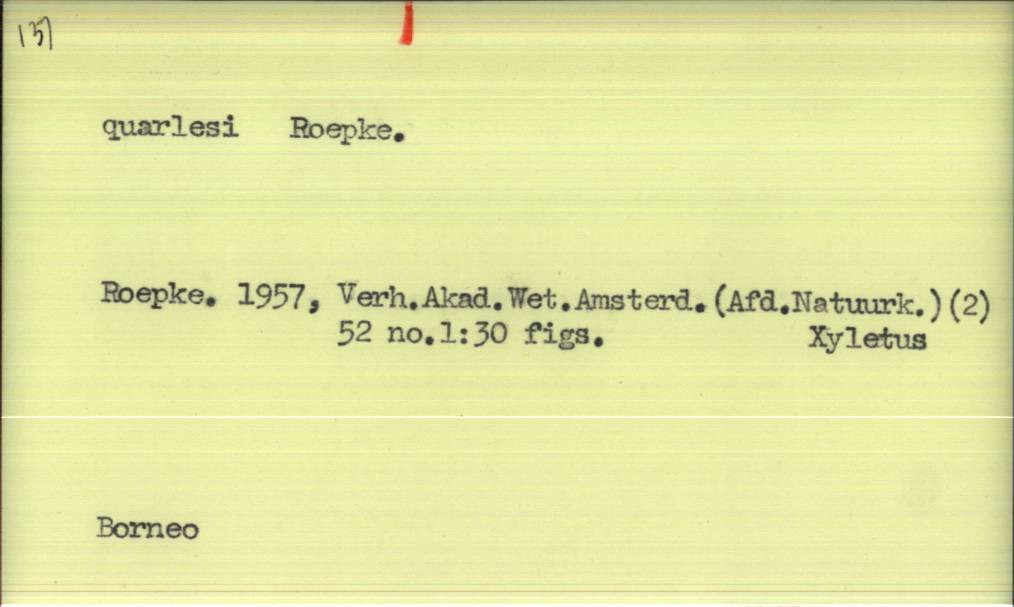 137
quarlesi Roepke.
Roepke. 1957, Verh.Akad.Wet.Amsterd.(Afd.Natuurk.)(2)
52 no.1:30 figs. Xyletus
Borneo